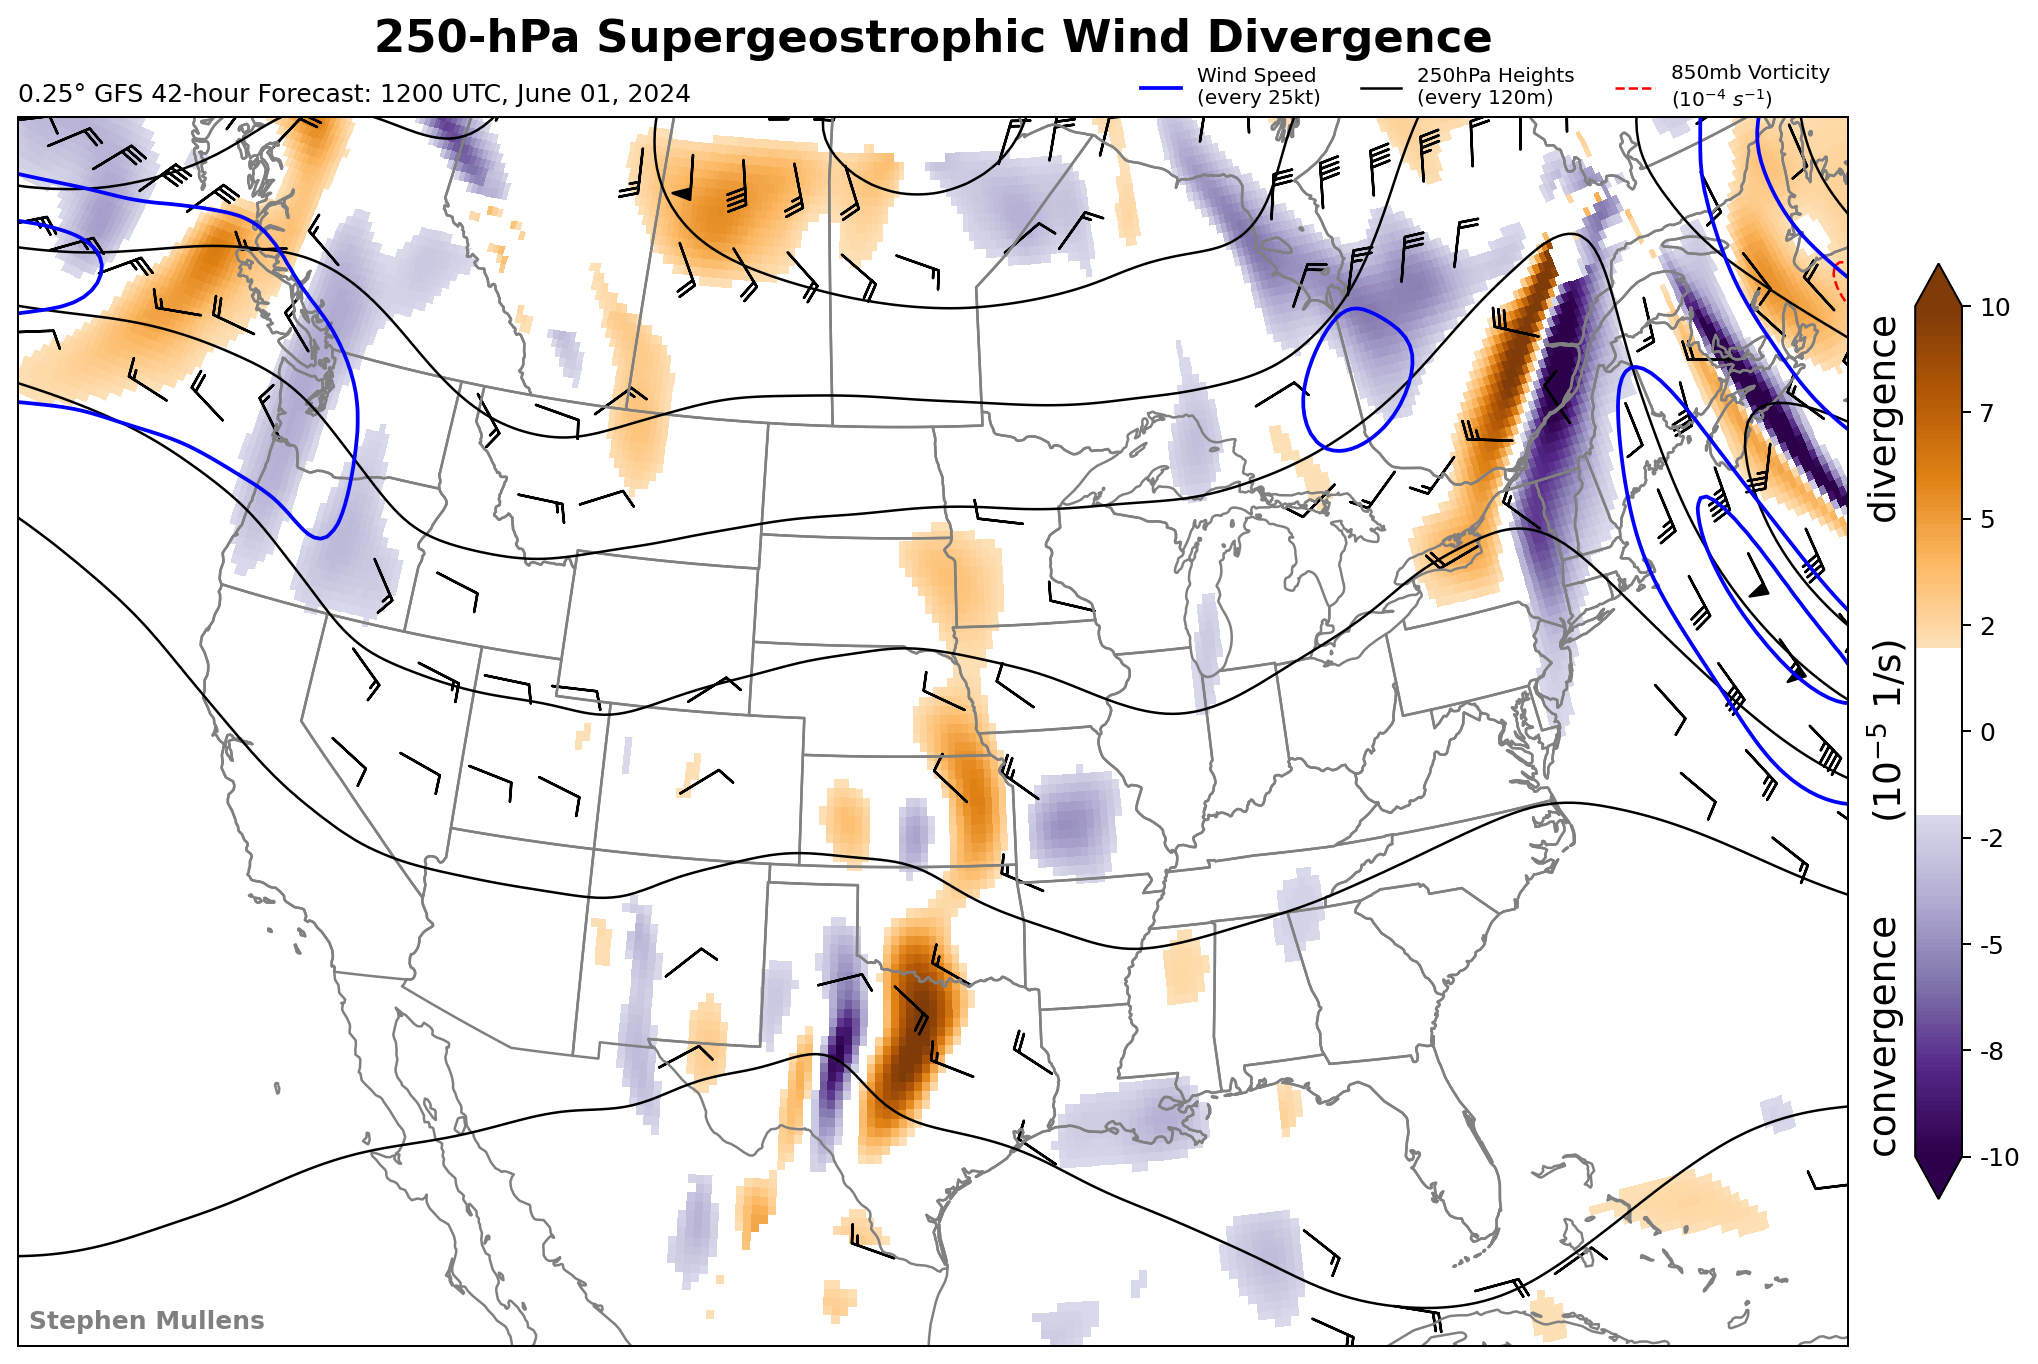 250-hPa Supergeostrophic Wind Divergence
0.25° GFS 42-hour Forecast: 1200 UTC, June 01, 2024
Wind Speed
(every 25kt)
250hPa Heights
(every 120m)
850mb Vorticity
(10⁻⁴ s⁻¹)
10
7
5
2
0
-2
-5
-8
-10
convergence (10⁻⁵ 1/s) divergence
Stephen Mullens